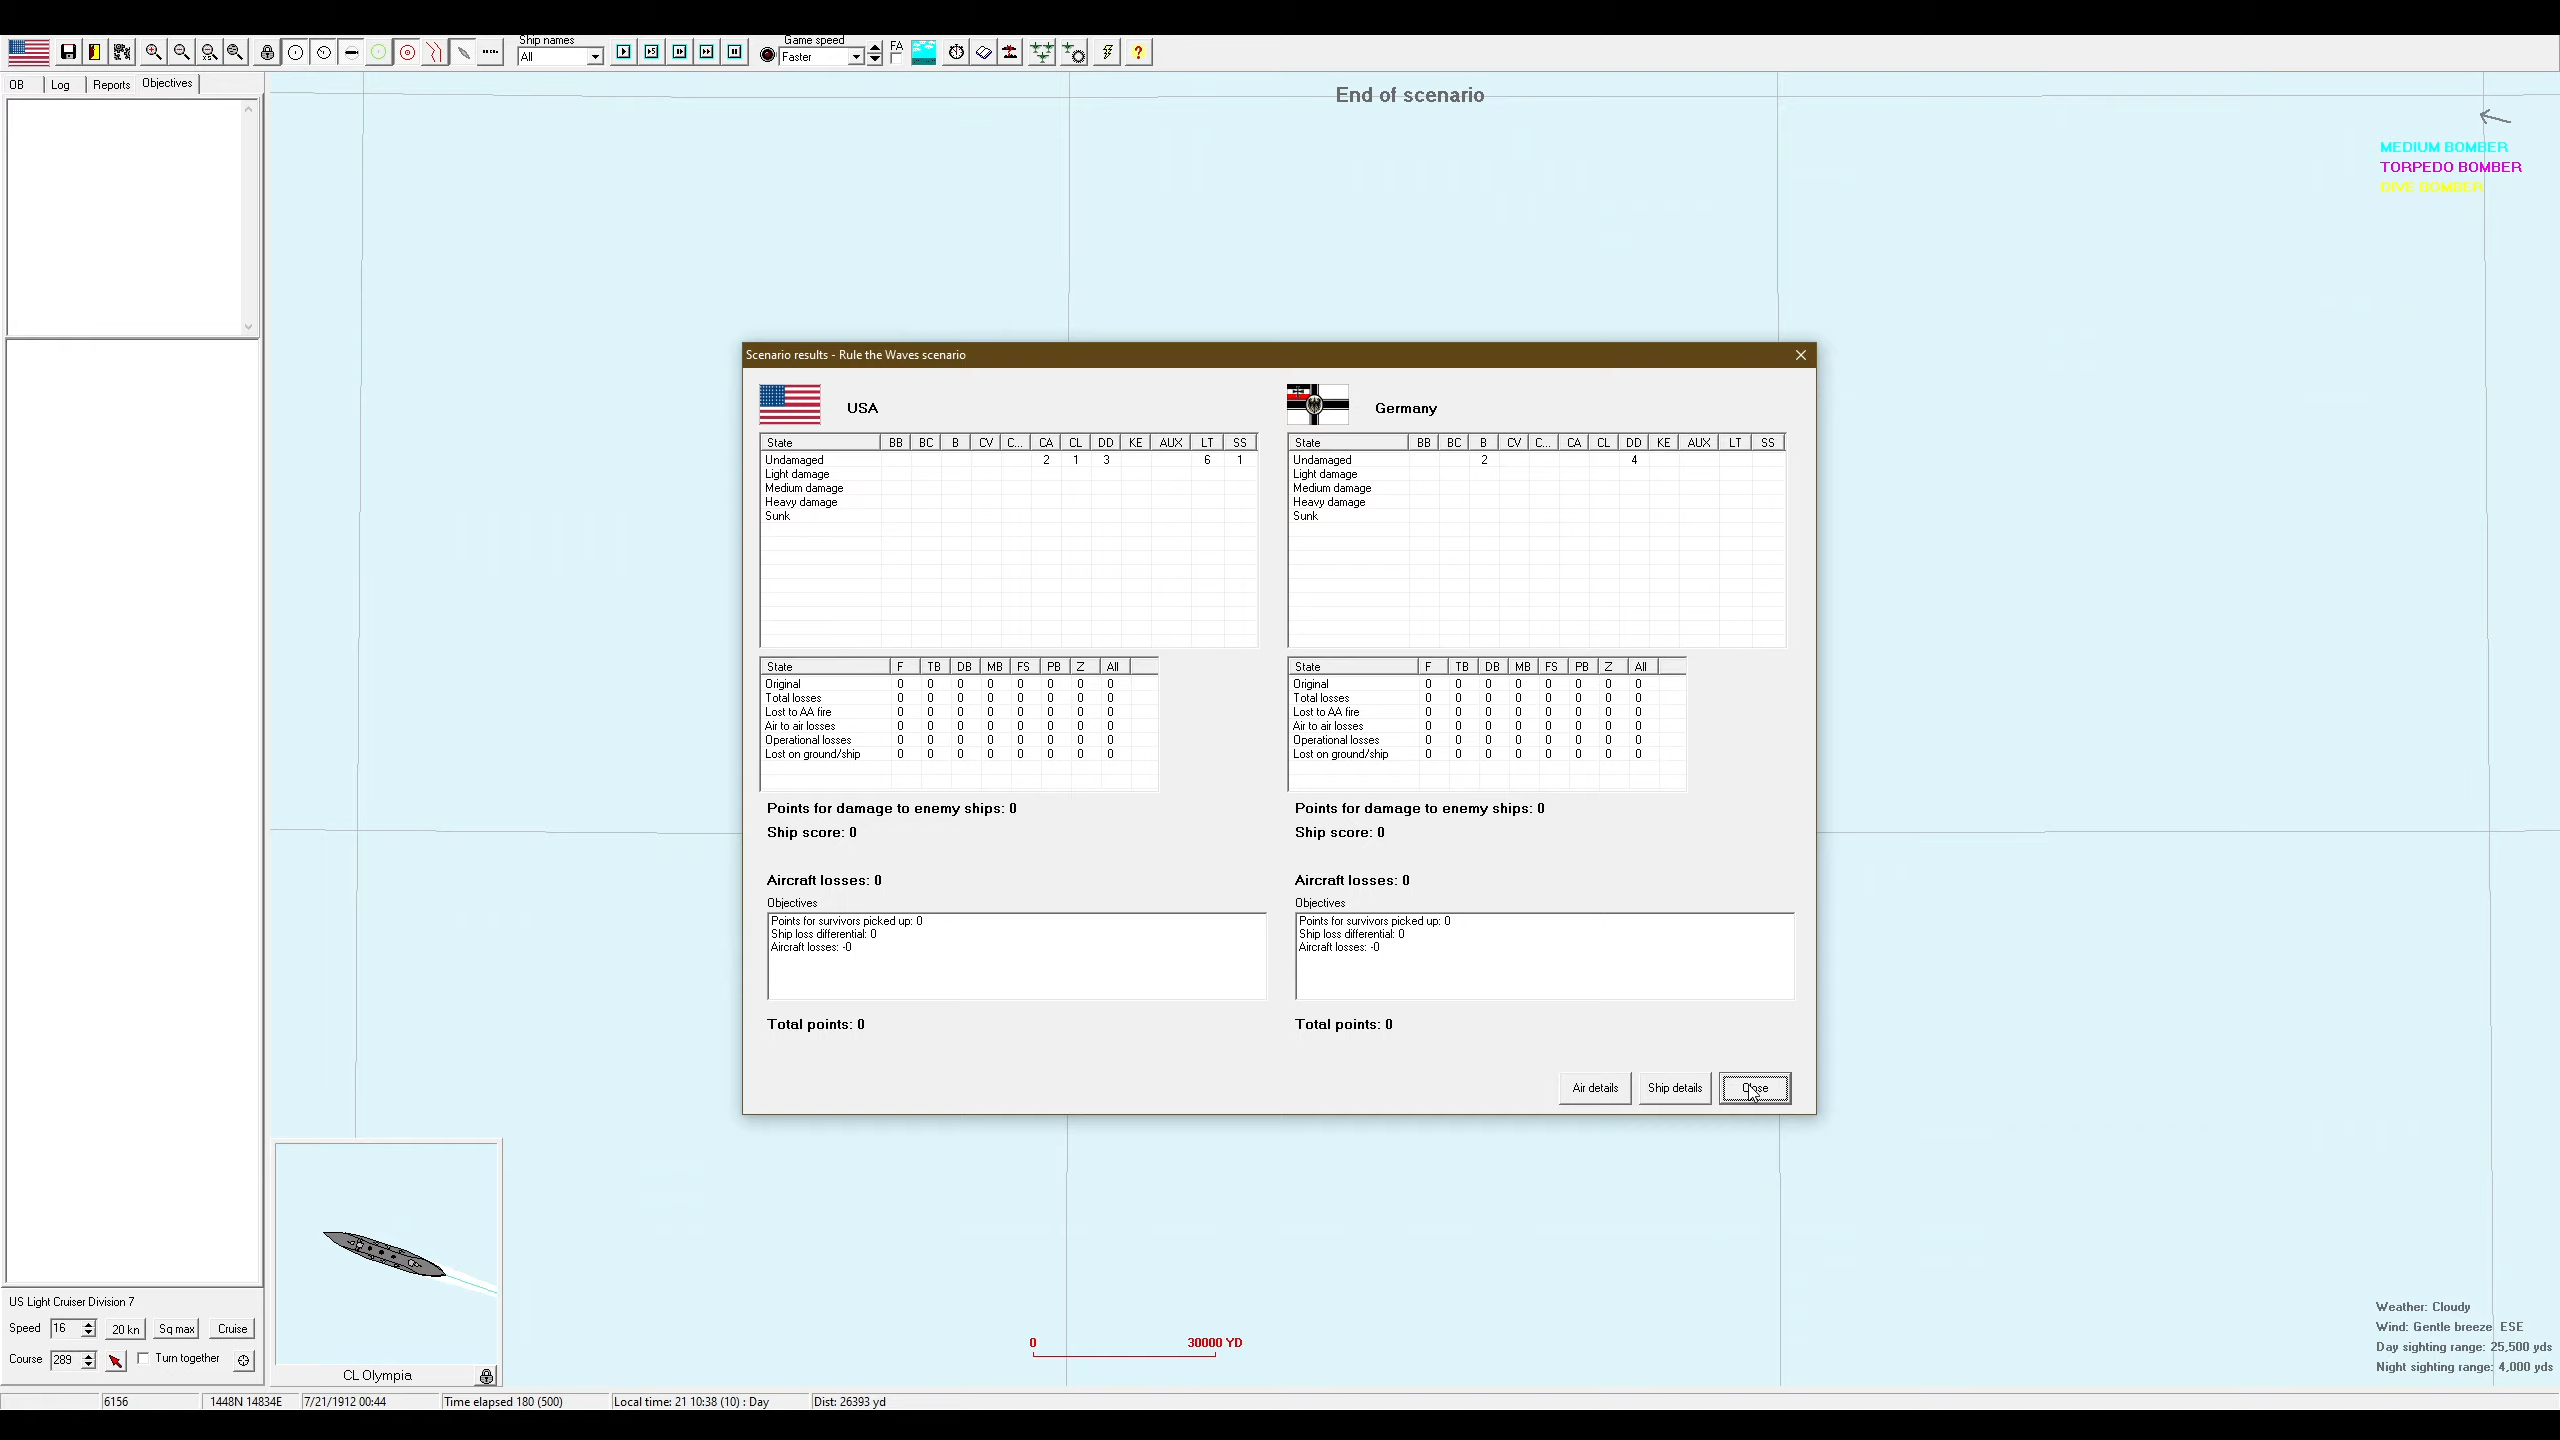 Ship names
Game speed
FA
All
Faster
OB Log Reports Objectives
End of scenario
MEDIUM BOMBER
TORPEDO BOMBER
DIVE BOMBER
Scenario results - Rule the Waves scenario
USA
Germany
State BB BC B CV C... CA CL DD KE AUX LT SS
Undamaged 2 1 3 6 1
Light damage
Medium damage
Heavy damage
Sunk
State BB BC B CV C... CA CL DD KE AUX LT SS
Undamaged 2 4
Light damage
Medium damage
Heavy damage
Sunk
State F TB DB MB FS PB Z All
Original 0 0 0 0 0 0 0 0
Total losses 0 0 0 0 0 0 0 0
Lost to AA fire 0 0 0 0 0 0 0 0
Air to air losses 0 0 0 0 0 0 0 0
Operational losses 0 0 0 0 0 0 0 0
Lost on ground/ship 0 0 0 0 0 0 0 0
State F TB DB MB FS PB Z All
Original 0 0 0 0 0 0 0 0
Total losses 0 0 0 0 0 0 0 0
Lost to AA fire 0 0 0 0 0 0 0 0
Air to air losses 0 0 0 0 0 0 0 0
Operational losses 0 0 0 0 0 0 0 0
Lost on ground/ship 0 0 0 0 0 0 0 0
Points for damage to enemy ships: 0
Ship score: 0
Aircraft losses: 0
Objectives
Points for survivors picked up: 0
Ship loss differential: 0
Aircraft losses: -0
Total points: 0
Points for damage to enemy ships: 0
Ship score: 0
Aircraft losses: 0
Objectives
Points for survivors picked up: 0
Ship loss differential: 0
Aircraft losses: -0
Total points: 0
Air details Ship details Close
US Light Cruiser Division 7
Speed 16 20 kn Sq max Cruise
Course 289 Turn together
CL Olympia
0 30000 YD
Weather: Cloudy
Wind: Gentle breeze ESE
Day sighting range: 25,500 yds
Night sighting range: 4,000 yds
6156 1448N 14834E 7/21/1912 00:44 Time elapsed 180 (500) Local time: 21 10:38 (10) : Day Dist: 26393 yd